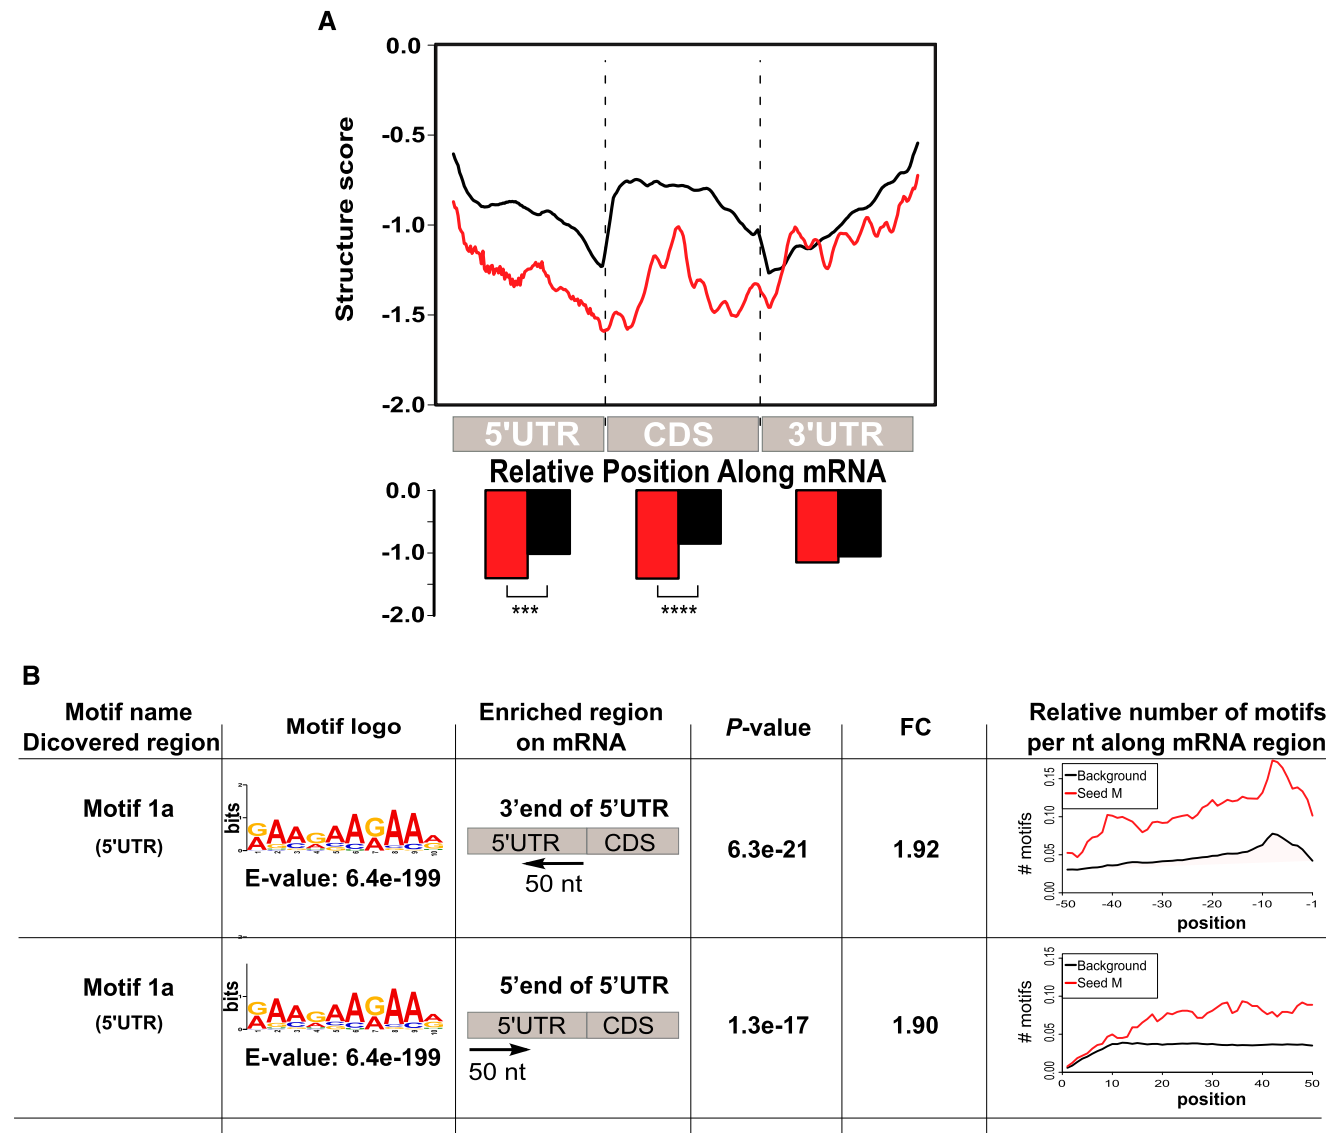 A
0.0
-0.5
-1.0
-1.5
-2.0
Structure score
5'UTR CDS 3'UTR
Relative Position Along mRNA
0.0
-1.0
-2.0
*** ****
B
Motif name
Dicovered region
Motif logo
Enriched region
on mRNA
P-value
FC
Relative number of motifs
per nt along mRNA region
Motif 1a
(5'UTR)
bits
GAAGAAGAAA
E-value: 6.4e-199
3'end of 5'UTR
5'UTR CDS
50 nt
6.3e-21
1.92
Background
Seed M
# motifs
0.15
0.10
0.05
0.00
-50 -40 -30 -20 -10 -1
position
Motif 1a
(5'UTR)
bits
GAAGAAGAAA
E-value: 6.4e-199
5'end of 5'UTR
5'UTR CDS
50 nt
1.3e-17
1.90
Background
Seed M
# motifs
0.15
0.10
0.05
0.00
0 10 20 30 40 50
position